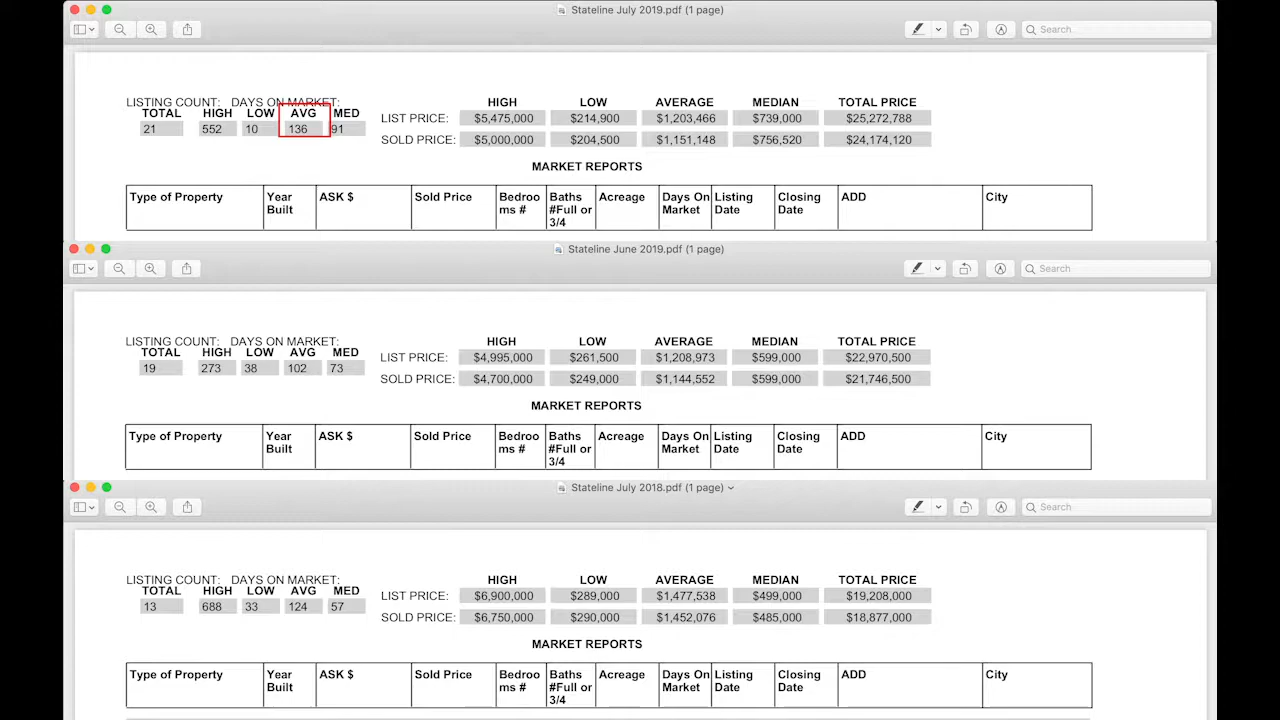 Stateline July 2019.pdf (1 page)
Search
LISTING COUNT: DAYS ON MARKET:
TOTAL HIGH LOW AVG MED
21 552 10 136 91
HIGH LOW AVERAGE MEDIAN TOTAL PRICE
LIST PRICE: $5,475,000 $214,900 $1,203,466 $739,000 $25,272,788
SOLD PRICE: $5,000,000 $204,500 $1,151,148 $756,520 $24,174,120
MARKET REPORTS
Type of Property Year ASK $ Sold Price Bedroo Baths Acreage Days On Listing Closing ADD City
Built ms # #Full or Market Date Date
3/4
Stateline June 2019.pdf (1 page)
Search
LISTING COUNT: DAYS ON MARKET:
TOTAL HIGH LOW AVG MED
19 273 38 102 73
HIGH LOW AVERAGE MEDIAN TOTAL PRICE
LIST PRICE: $4,995,000 $261,500 $1,208,973 $599,000 $22,970,500
SOLD PRICE: $4,700,000 $249,000 $1,144,552 $599,000 $21,746,500
MARKET REPORTS
Type of Property Year ASK $ Sold Price Bedroo Baths Acreage Days On Listing Closing ADD City
Built ms # #Full or Market Date Date
3/4
Stateline July 2018.pdf (1 page)
Search
LISTING COUNT: DAYS ON MARKET:
TOTAL HIGH LOW AVG MED
13 688 33 124 57
HIGH LOW AVERAGE MEDIAN TOTAL PRICE
LIST PRICE: $6,900,000 $289,000 $1,477,538 $499,000 $19,208,000
SOLD PRICE: $6,750,000 $290,000 $1,452,076 $485,000 $18,877,000
MARKET REPORTS
Type of Property Year ASK $ Sold Price Bedroo Baths Acreage Days On Listing Closing ADD City
Built ms # #Full or Market Date Date
3/4